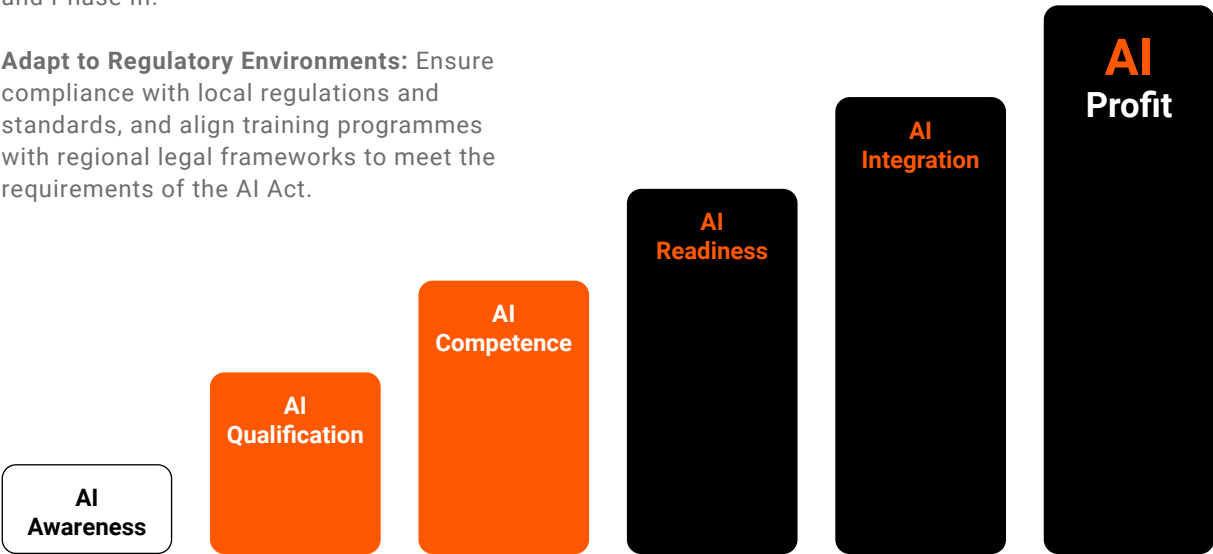 Adapt to Regulatory Environments: Ensure
compliance with local regulations and
standards, and align training programmes
with regional legal frameworks to meet the
requirements of the AI Act.
AI
Awareness
AI
Qualification
AI
Competence
AI
Readiness
AI
Integration
AI
Profit